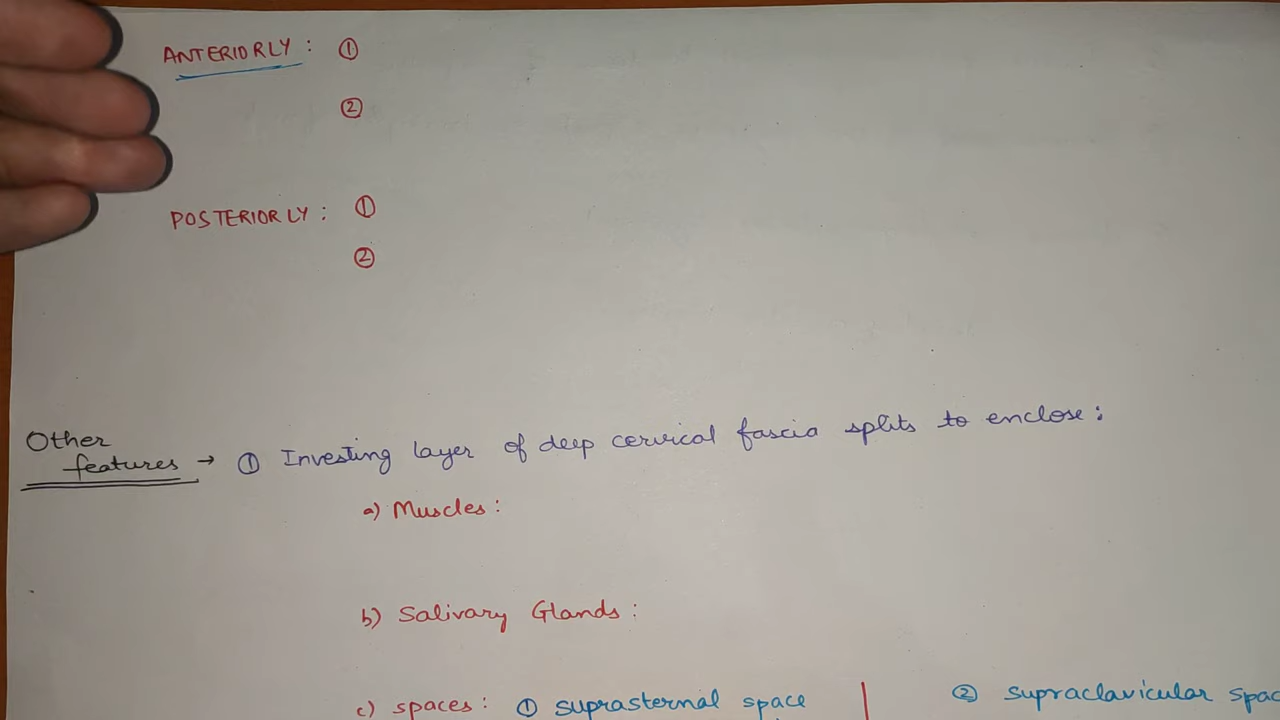 ANTERIORLY : ①
②
POSTERIORLY : ①
②
Other features → ① Investing layer of deep cervical fascia splits to enclose :
a) Muscles :
b) Salivary Glands :
c) spaces : ① suprasternal space | ② supraclavicular spac